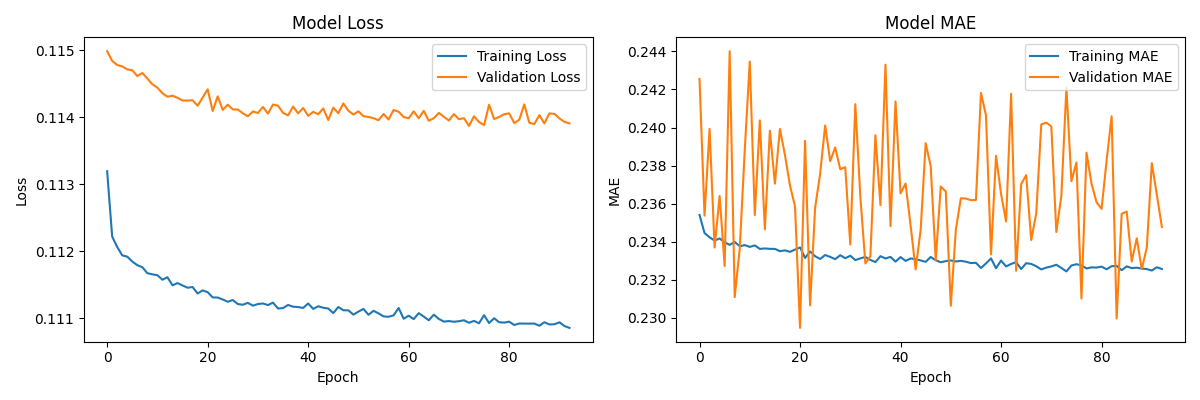 Model Loss
Loss
0.115
0.114
0.113
0.112
0.111
Training Loss
Validation Loss
0 20 40 60 80
Epoch
Model MAE
MAE
0.244
0.242
0.240
0.238
0.236
0.234
0.232
0.230
Training MAE
Validation MAE
0 20 40 60 80
Epoch